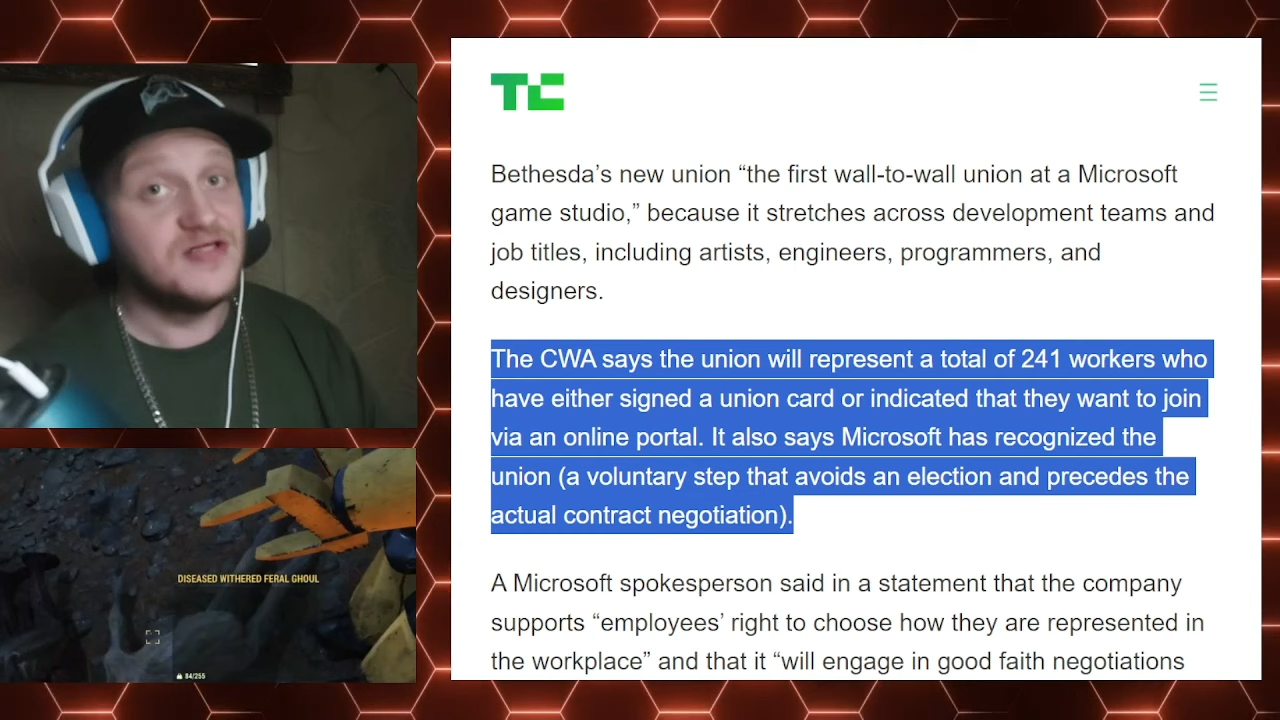 TC
Bethesda’s new union “the first wall-to-wall union at a Microsoft
game studio,” because it stretches across development teams and
job titles, including artists, engineers, programmers, and
designers.
The CWA says the union will represent a total of 241 workers who
have either signed a union card or indicated that they want to join
via an online portal. It also says Microsoft has recognized the
union (a voluntary step that avoids an election and precedes the
actual contract negotiation).
A Microsoft spokesperson said in a statement that the company
supports “employees’ right to choose how they are represented in
the workplace” and that it “will engage in good faith negotiations
DISEASED WITHERED FERAL GHOUL
84/255